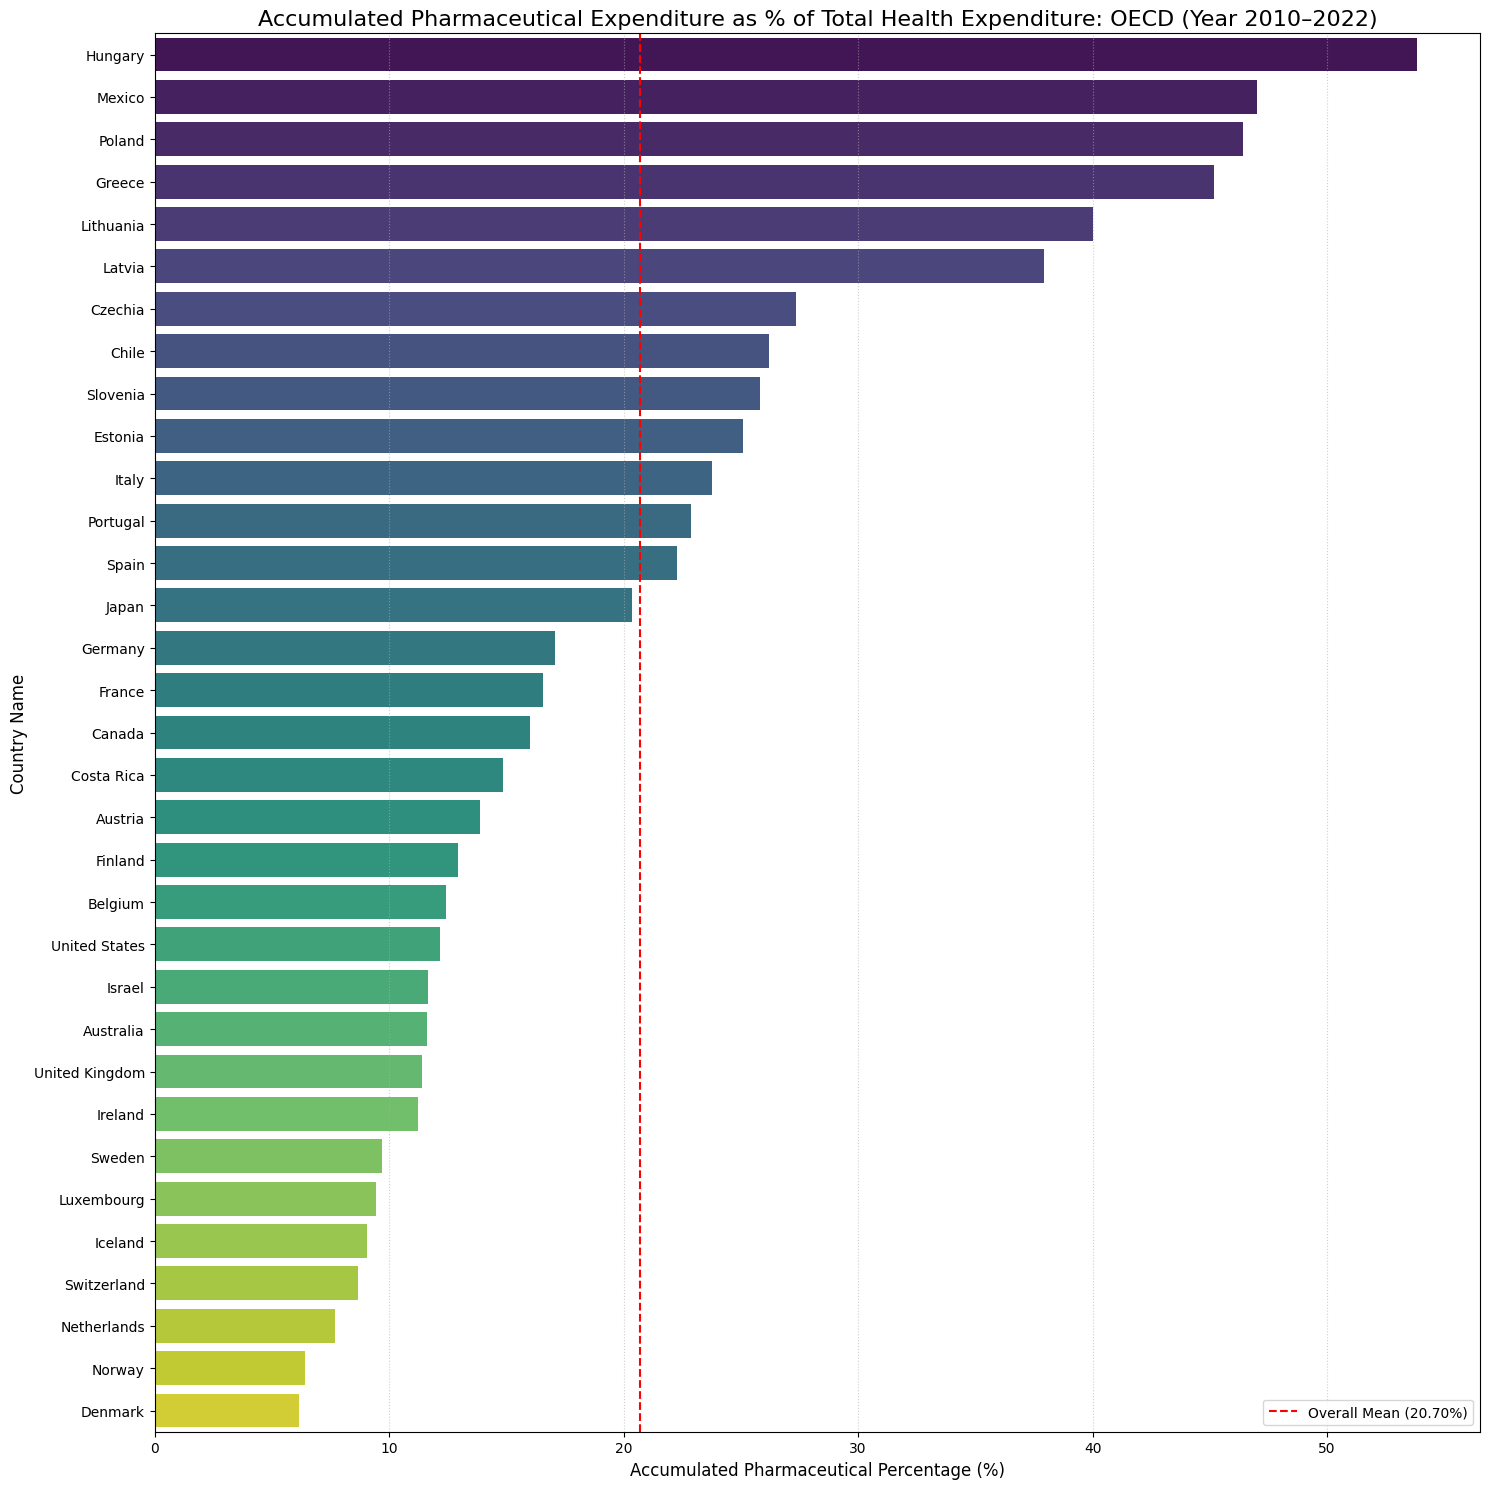 Accumulated Pharmaceutical Expenditure as % of Total Health Expenditure: OECD (Year 2010–2022)
Hungary
Mexico
Poland
Greece
Lithuania
Latvia
Czechia
Chile
Slovenia
Estonia
Italy
Portugal
Spain
Japan
Germany
France
Canada
Costa Rica
Austria
Finland
Belgium
United States
Israel
Australia
United Kingdom
Ireland
Sweden
Luxembourg
Iceland
Switzerland
Netherlands
Norway
Denmark
Country Name
Overall Mean (20.70%)
0 10 20 30 40 50
Accumulated Pharmaceutical Percentage (%)